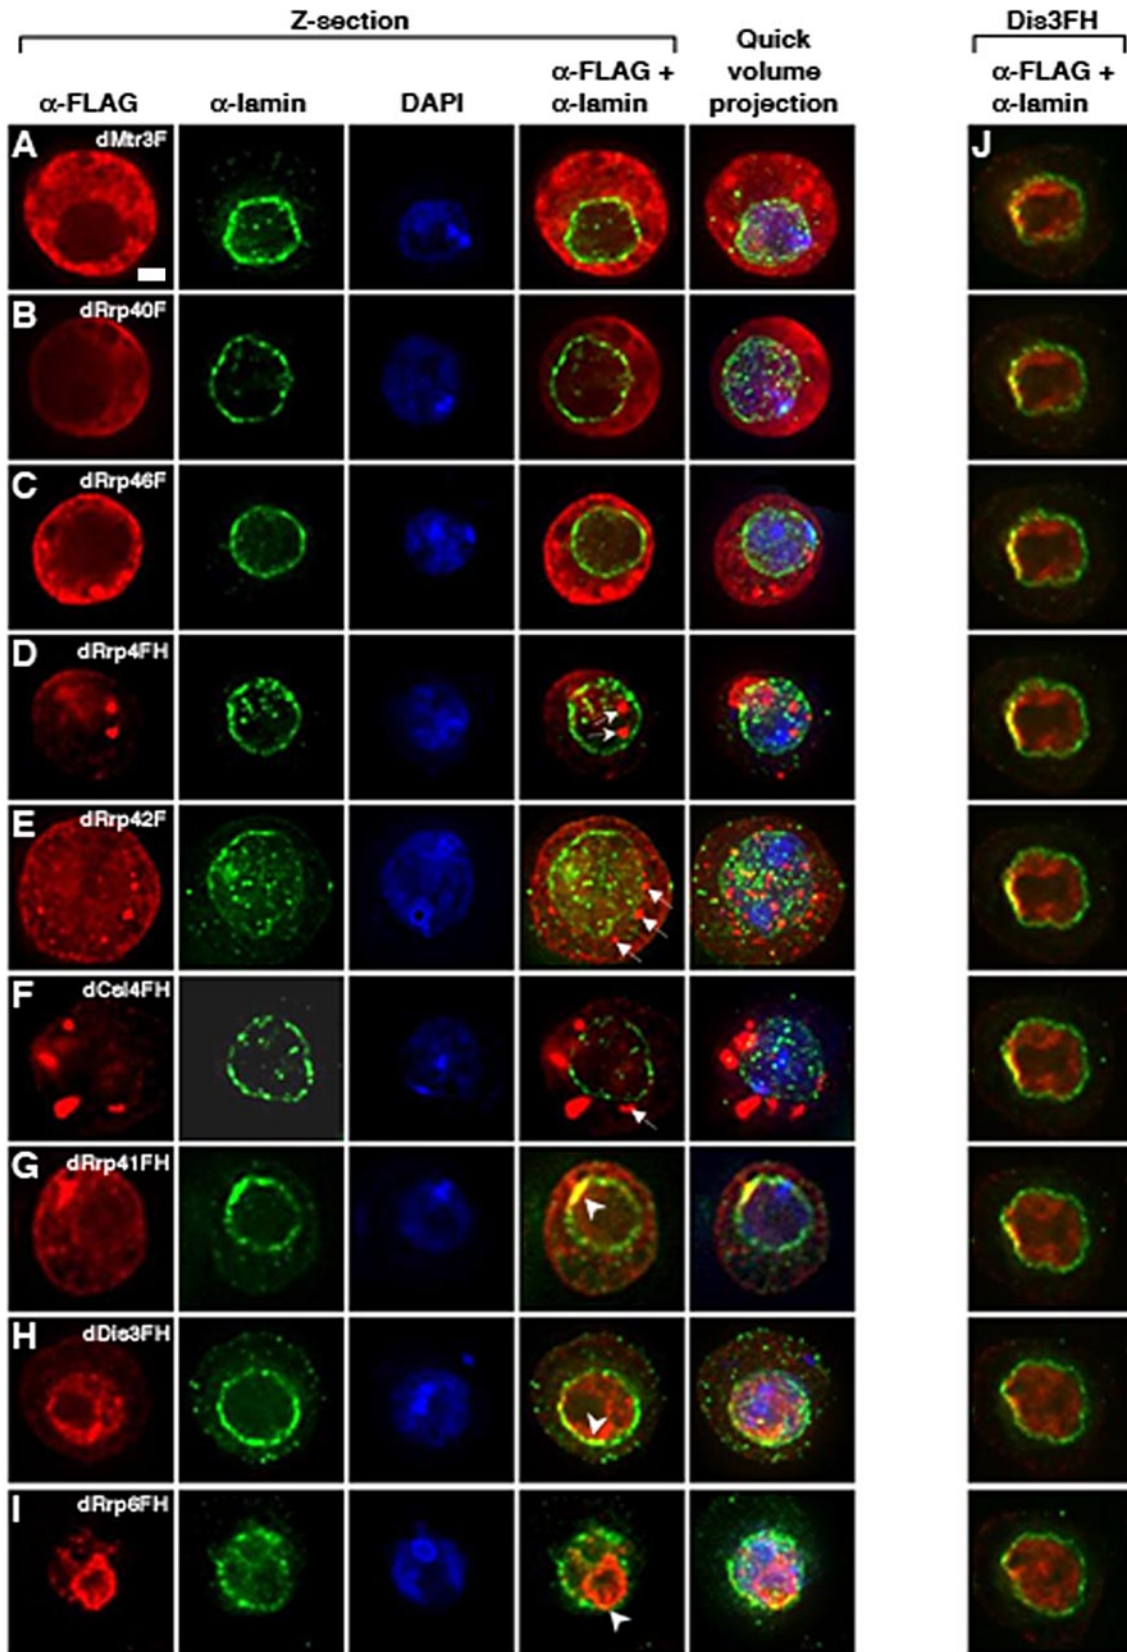 Z-section
Dis3FH
Quick
volume
projection
α-FLAG
α-lamin
DAPI
α-FLAG +
α-lamin
α-FLAG +
α-lamin
A
dMtr3F
J
B
dRrp40F
C
dRrp46F
D
dRrp4FH
E
dRrp42F
F
dCsl4FH
G
dRrp41FH
H
dDis3FH
I
dRrp6FH